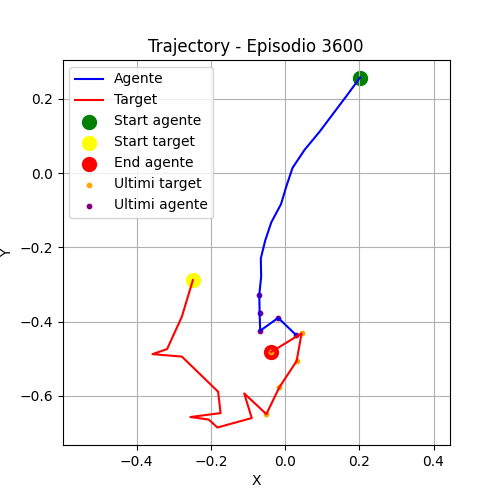 Trajectory - Episodio 3600
Agente
Target
Start agente
Start target
End agente
Ultimi target
Ultimi agente
Y
0.2
0.0
−0.2
−0.4
−0.6
−0.4
−0.2
0.0
0.2
0.4
X